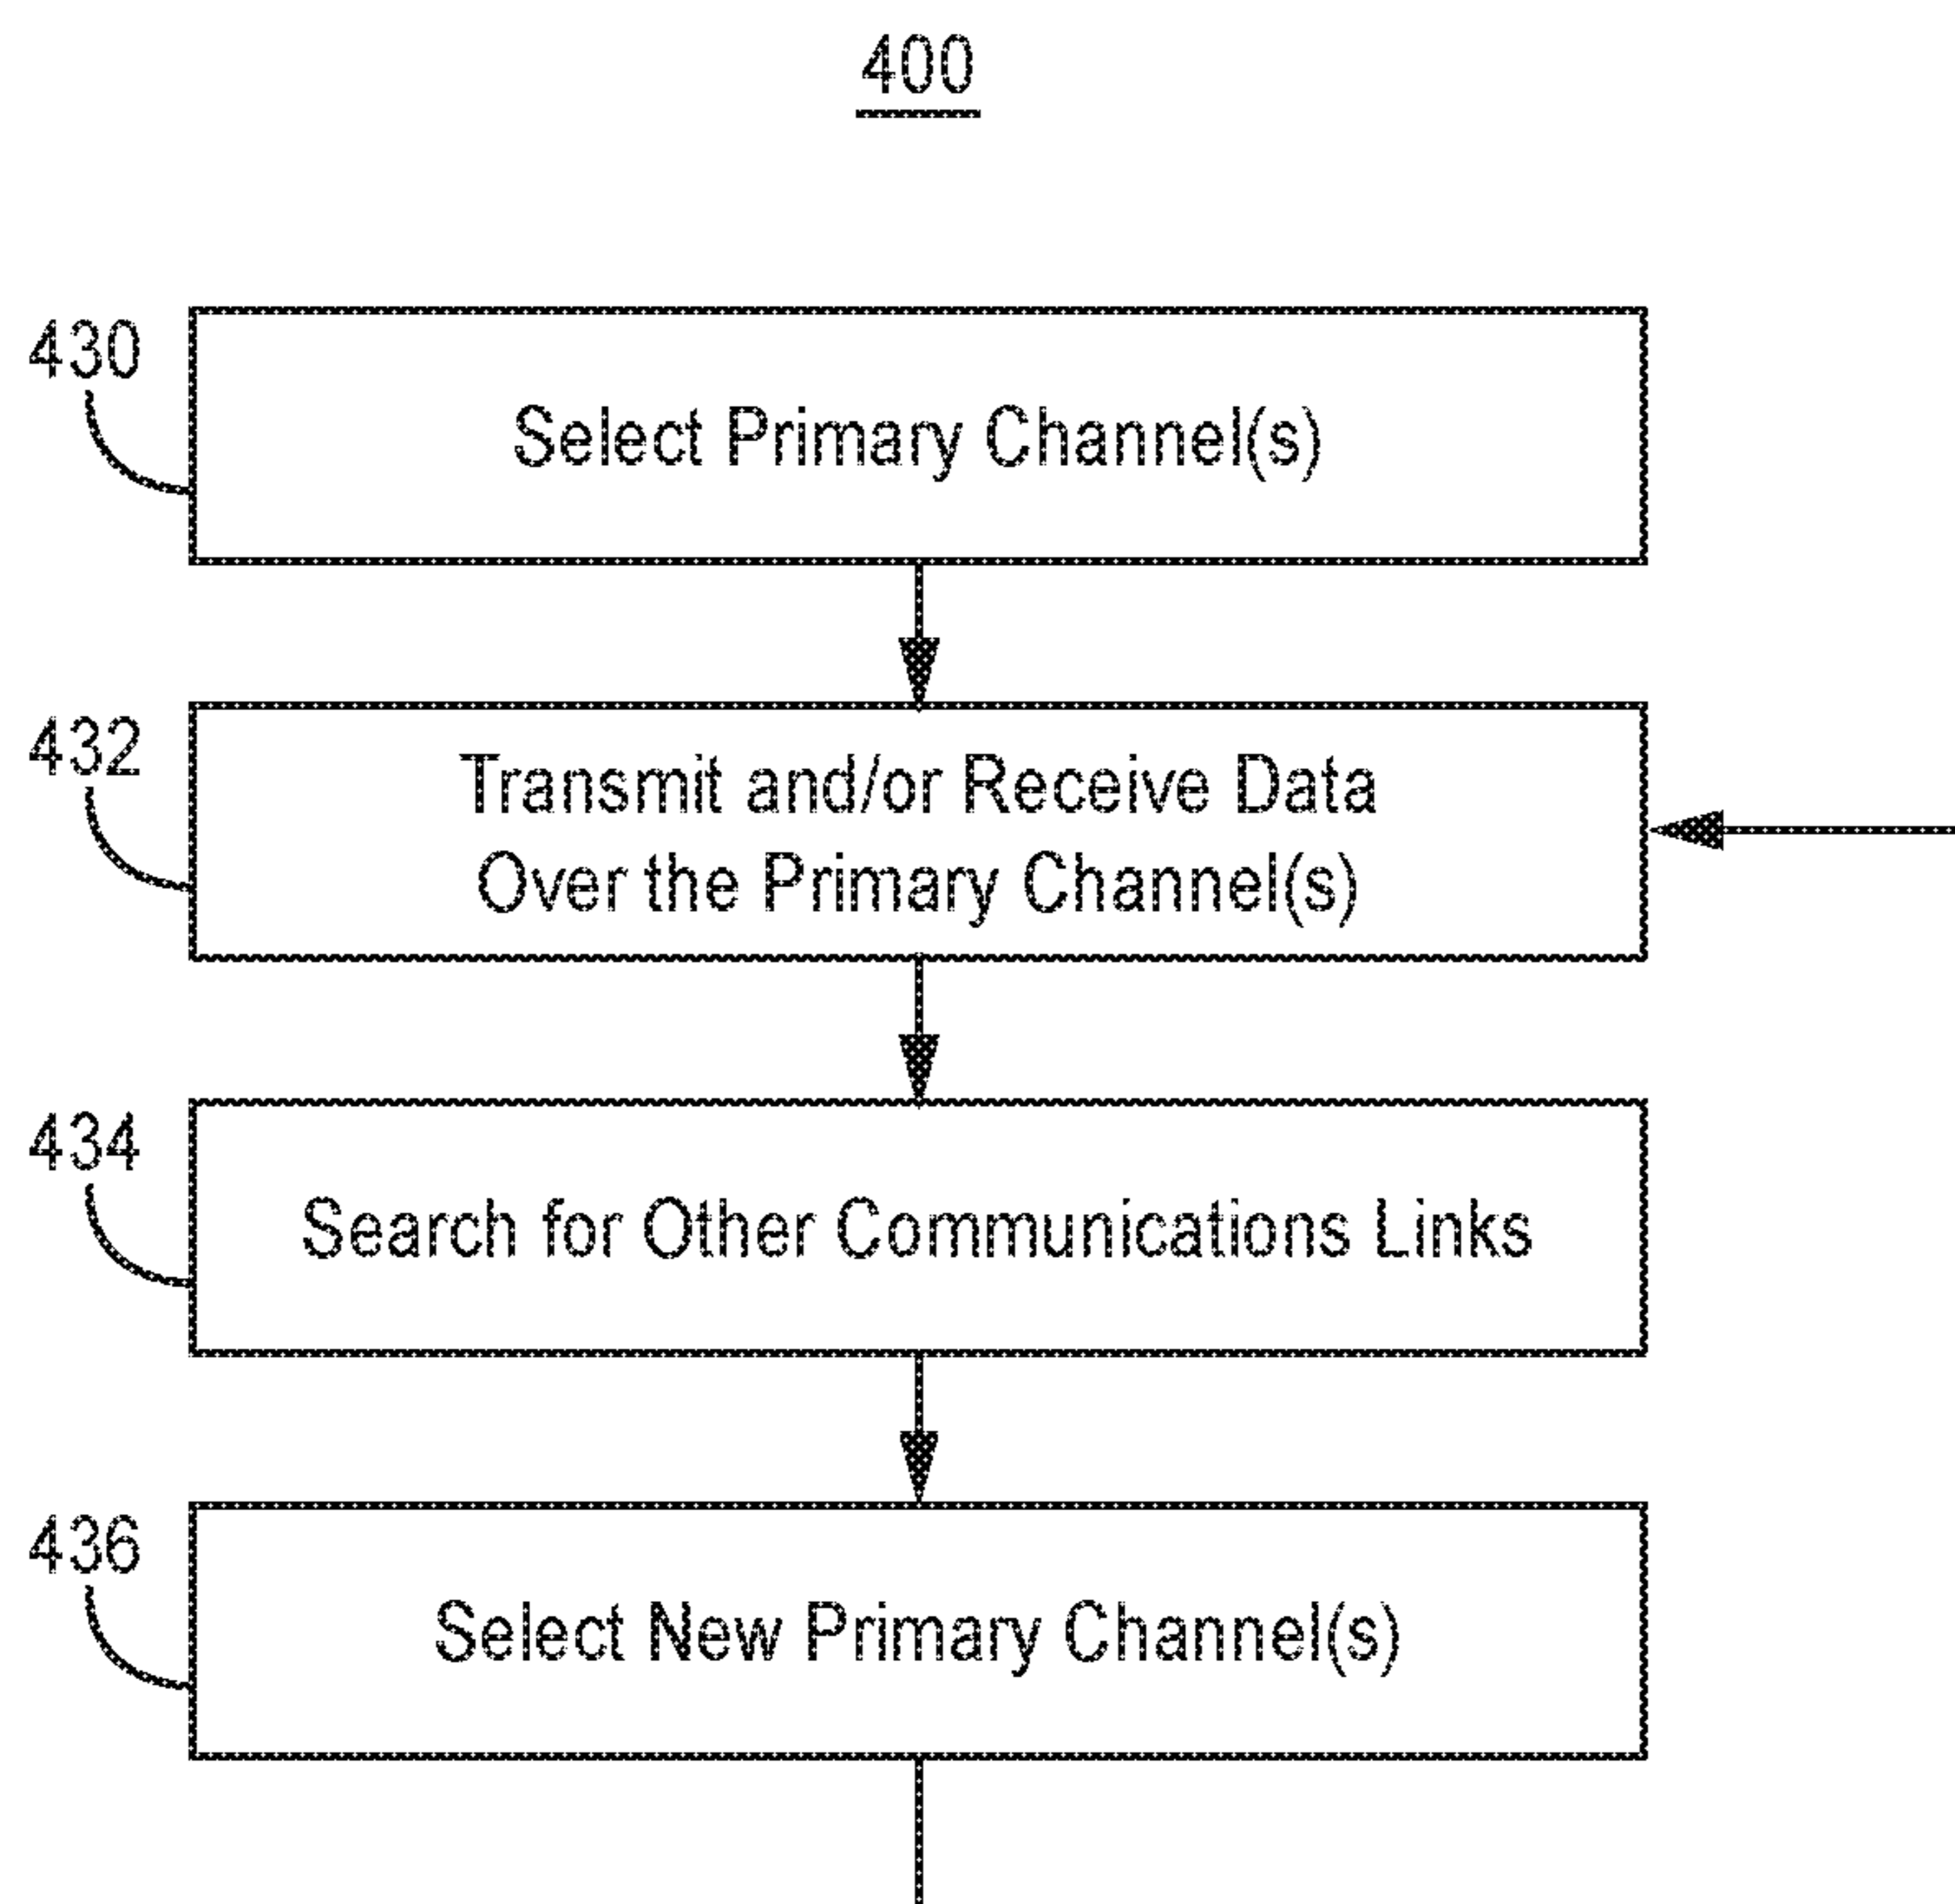 400
430
Select Primary Channel(s)
432
Transmit and/or Receive Data
Over the Primary Channel(s)
434
Search for Other Communications Links
436
Select New Primary Channel(s)